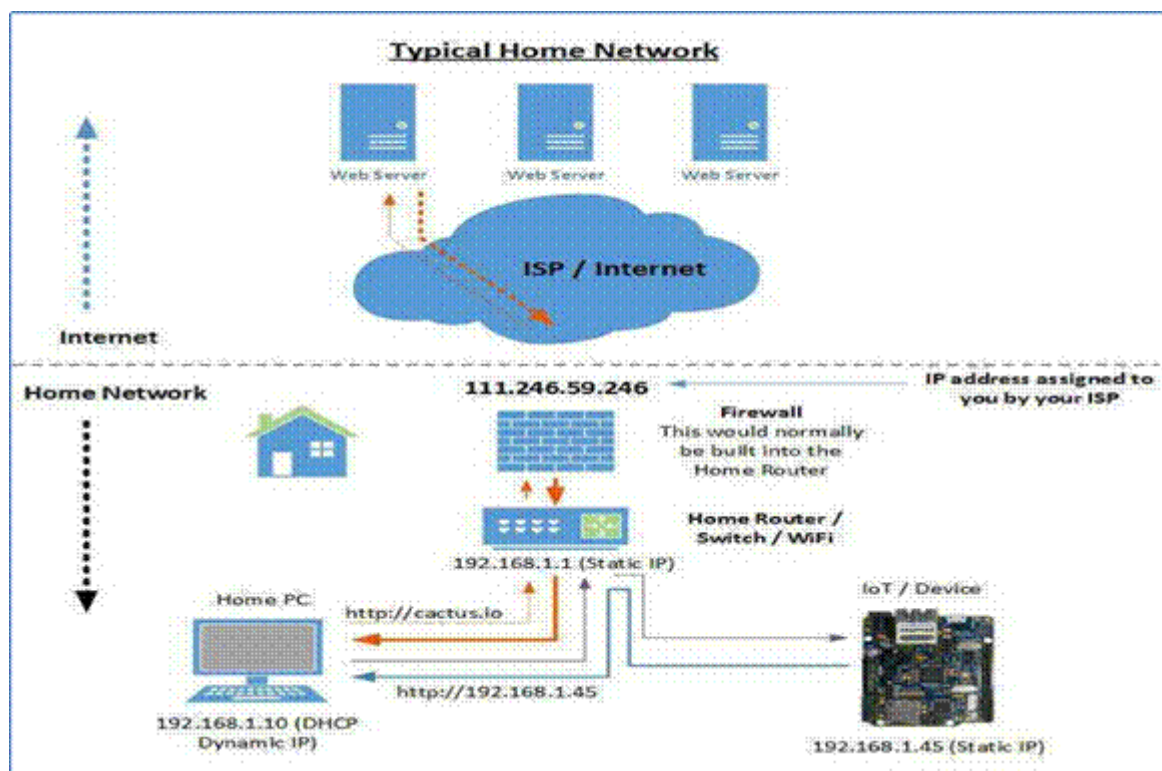 Typical Home Network
Web Server
Web Server
Web Server
ISP / Internet
Internet
Home Network
111.246.59.246
IP address assigned to
you by your ISP
Firewall
This would normally
be built into the
Home Router
Home Router /
Switch / WiFi
192.168.1.1 (Static IP)
Home PC
http://cactus.io
IoT / Device
http://192.168.1.45
192.168.1.10 (DHCP
Dynamic IP)
192.168.1.45 (Static IP)